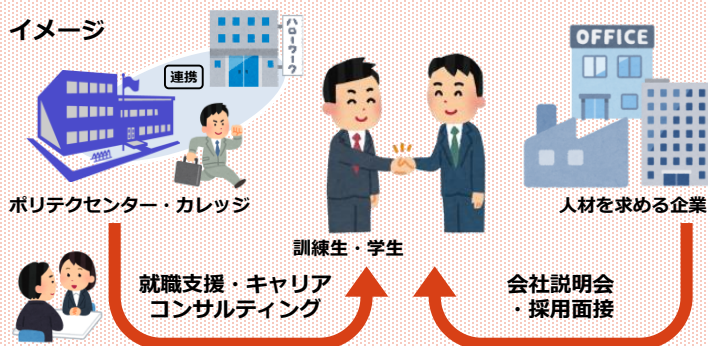 イメージ
ハローワーク
連携
OFFICE
ポリテクセンター・カレッジ
人材を求める企業
訓練生・学生
就職支援・キャリア
コンサルティング
会社説明会
・採用面接